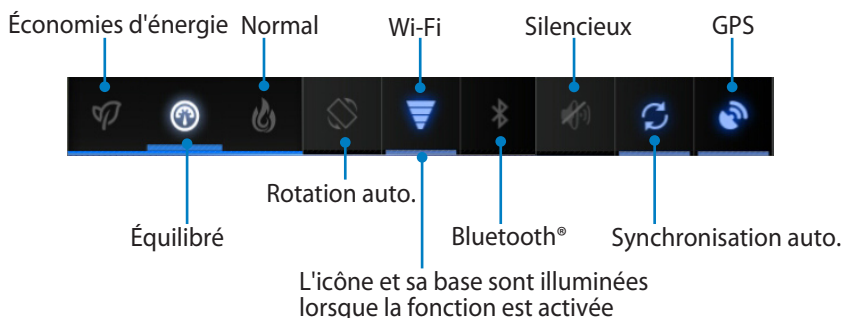 Économies d'énergie Normal Wi-Fi Silencieux GPS
Rotation auto.
Équilibré Bluetooth® Synchronisation auto.
L'icône et sa base sont illuminées
lorsque la fonction est activée